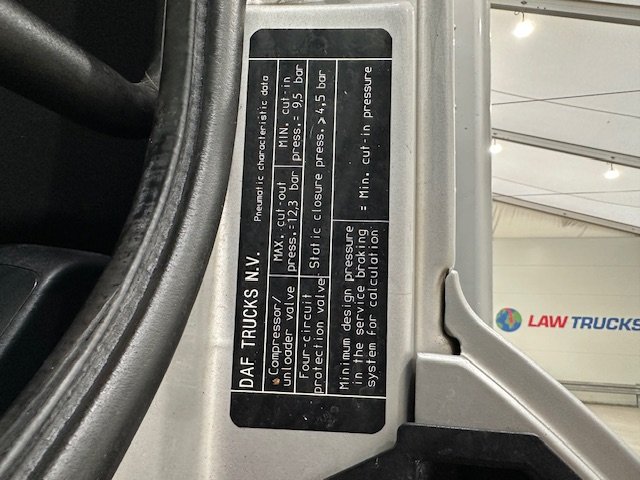 DAF TRUCKS N.V.
Pneumatic characteristic data
Compressor/
unloader valve
MAX. cut-out
press.=12,3 bar
MIN. cut-in
press.= 9,5 bar
Four-circuit
protection valve
Static closure press.> 4,5 bar
Minimum design pressure
in the service braking
system for calculation
= Min. cut-in pressure
LAW TRUCKS